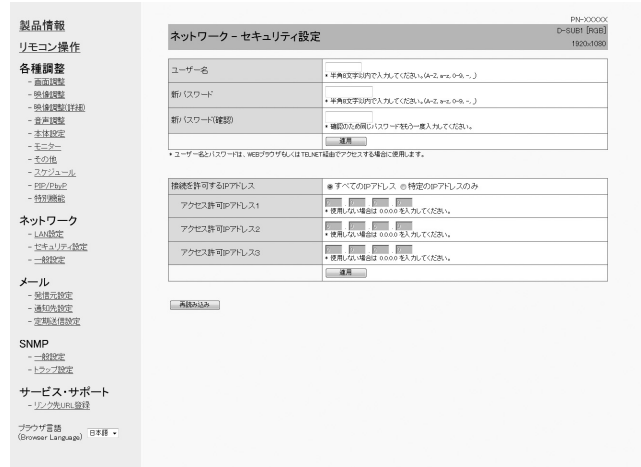 製品情報
リモコン操作
各種調整
- 画面調整
- 映像調整
- 映像調整(詳細)
- 音声調整
- 本体設定
- モニター
- その他
- スケジュール
- PIP/PbyP
- 特別機能
ネットワーク
- LAN設定
- セキュリティ設定
- 一般設定
メール
- 発信元設定
- 通知先設定
- 定期送信設定
SNMP
- 一般設定
- トラップ設定
サービス・サポート
- リンク先URL登録
ブラウザ言語
(Browser Language) 日本語
PN-XXXXX
ネットワーク - セキュリティ設定
D-SUB1 [RGB]
1920x1080
ユーザー名
* 半角8文字以内で入力してください。(A-Z, a-z, 0-9, -, _)
新パスワード
* 半角8文字以内で入力してください。(A-Z, a-z, 0-9, -, _)
新パスワード(確認)
* 確認のため同じパスワードをもう一度入力してください。
適用
* ユーザー名とパスワードは、WEBブラウザもしくはTELNET経由でアクセスする場合に使用します。
接続を許可するIPアドレス
すべてのIPアドレス 特定のIPアドレスのみ
アクセス許可IPアドレス1
* 使用しない場合は 0.0.0.0 を入力してください。
アクセス許可IPアドレス2
* 使用しない場合は 0.0.0.0 を入力してください。
アクセス許可IPアドレス3
* 使用しない場合は 0.0.0.0 を入力してください。
適用
再読み込み